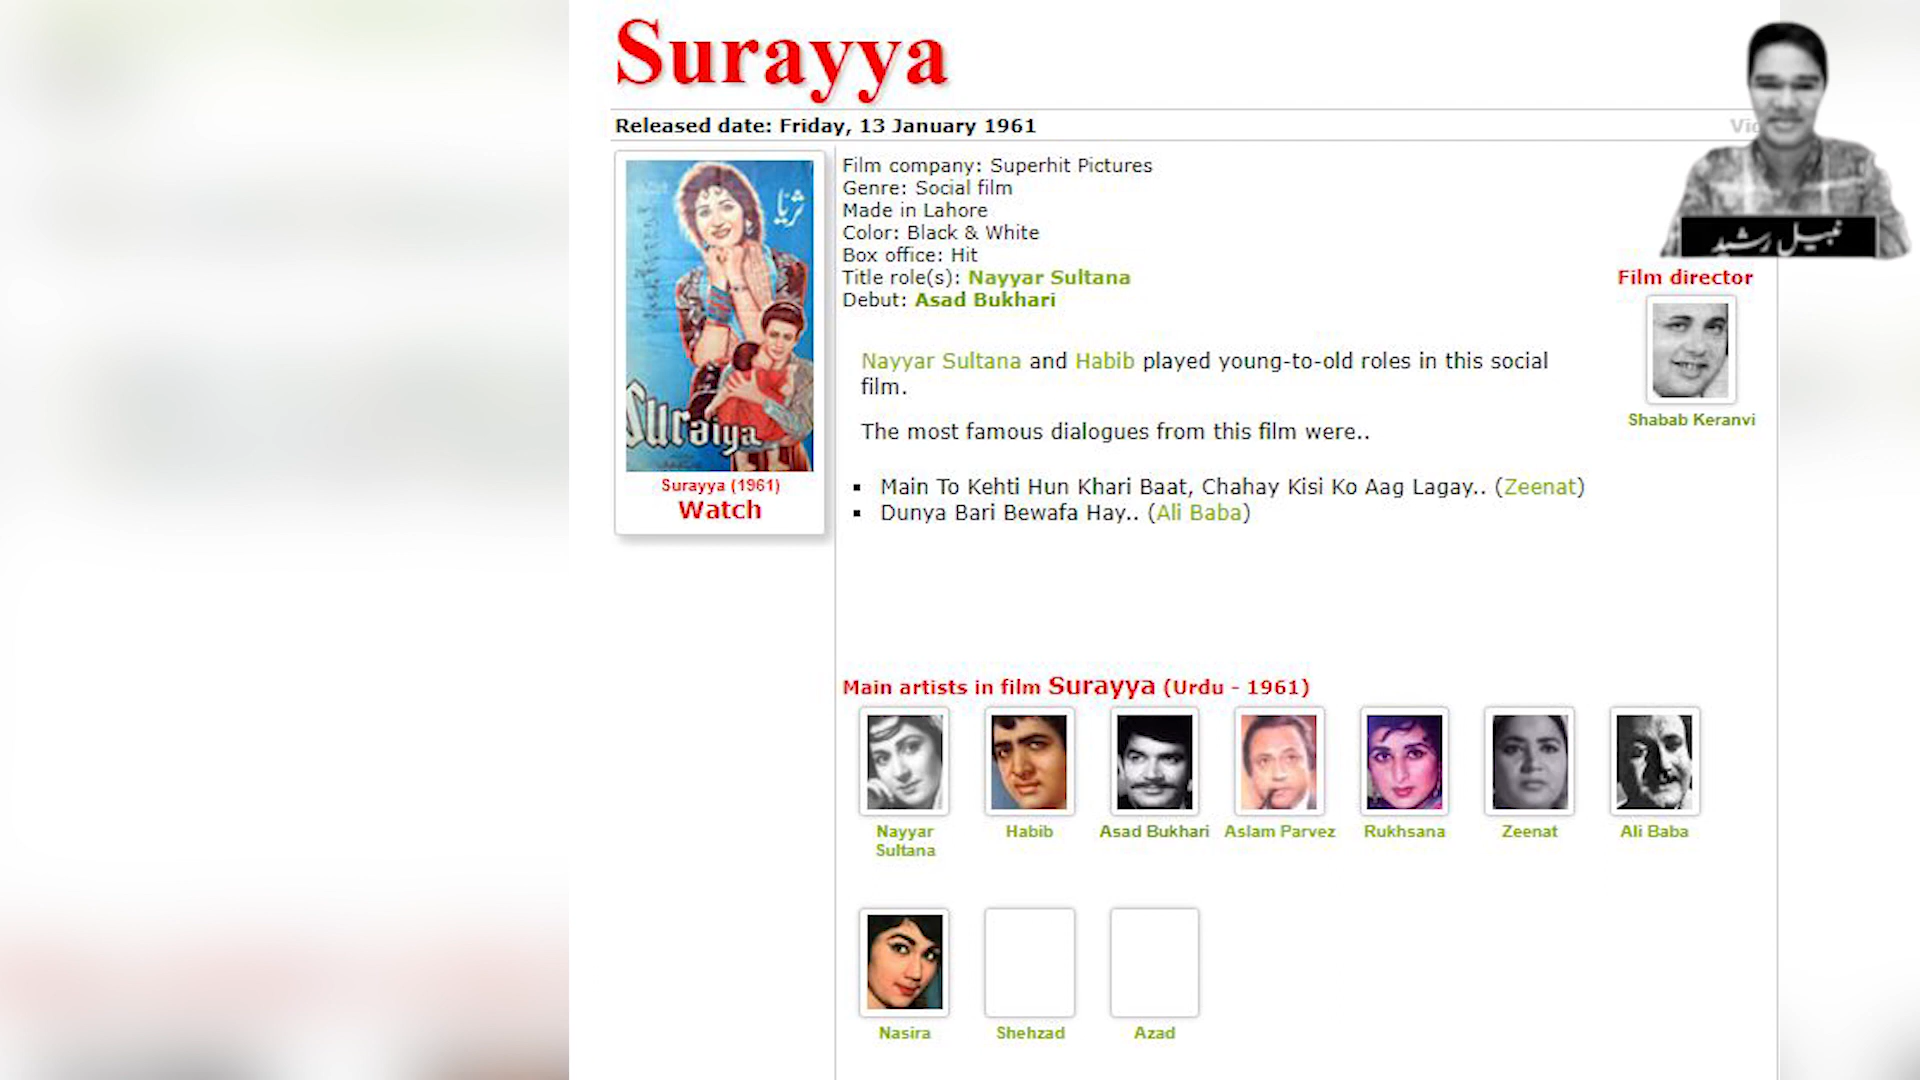 Surayya
Released date: Friday, 13 January 1961
Film company: Superhit Pictures
Genre: Social film
Made in Lahore
Color: Black & White
Box office: Hit
Title role(s): Nayyar Sultana
Debut: Asad Bukhari
نبیل رشید
Film director
Shabab Keranvi
ثریا
Suraiya
Surayya (1961)
Watch
Nayyar Sultana and Habib played young-to-old roles in this social
film.
The most famous dialogues from this film were..
▪ Main To Kehti Hun Khari Baat, Chahay Kisi Ko Aag Lagay.. (Zeenat)
▪ Dunya Bari Bewafa Hay.. (Ali Baba)
Main artists in film Surayya (Urdu - 1961)
Nayyar Sultana
Habib
Asad Bukhari
Aslam Parvez
Rukhsana
Zeenat
Ali Baba
Nasira
Shehzad
Azad